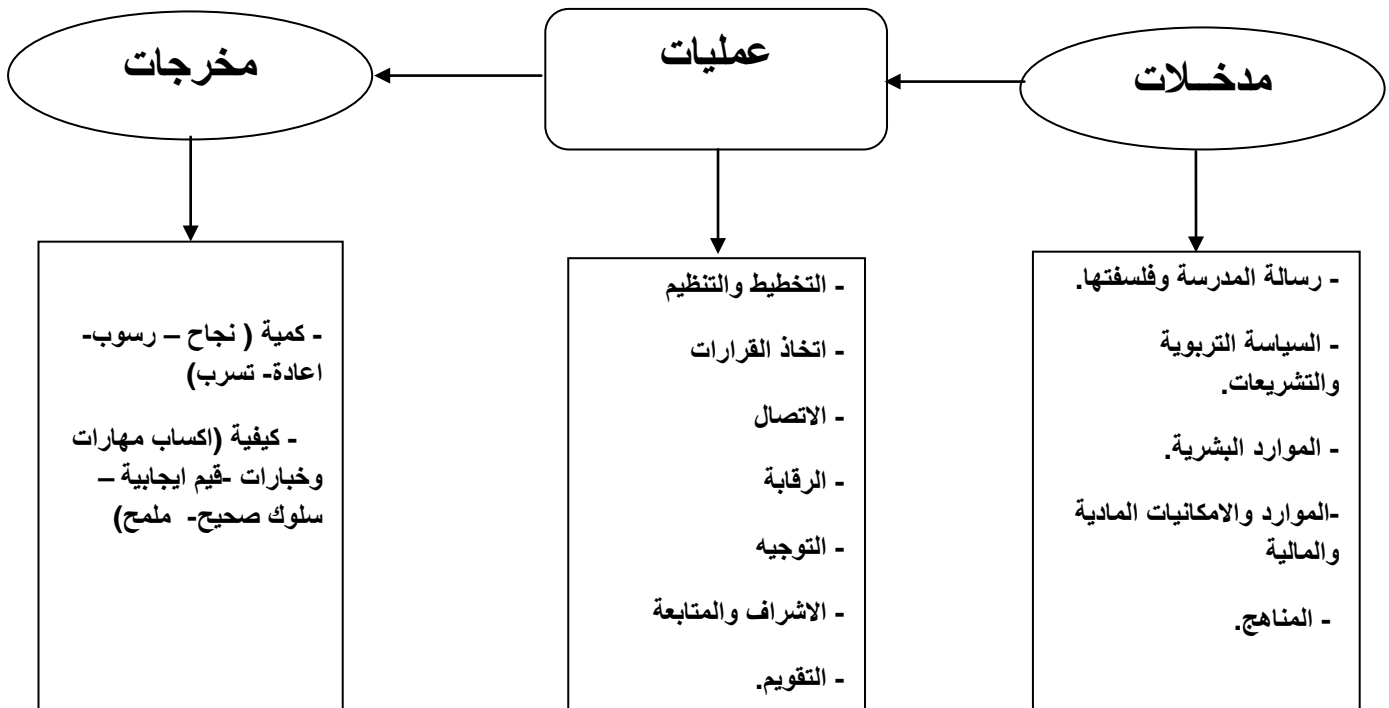 مدخــلات
عمليات
مخرجات
- رسالة المدرسة وفلسفتها.
- السياسة التربوية
والتشريعات.
- الموارد البشرية.
-الموارد والامكانيات المادية
والمالية
- المناهج.
- التخطيط والتنظيم
- اتخاذ القرارات
- الاتصال
- الرقابة
- التوجيه
- الاشراف والمتابعة
- التقويم.
- كمية ( نجاح – رسوب-
اعادة- تسرب)
- كيفية (اكساب مهارات
وخبارات -قيم ايجابية –
سلوك صحيح- ملمح)